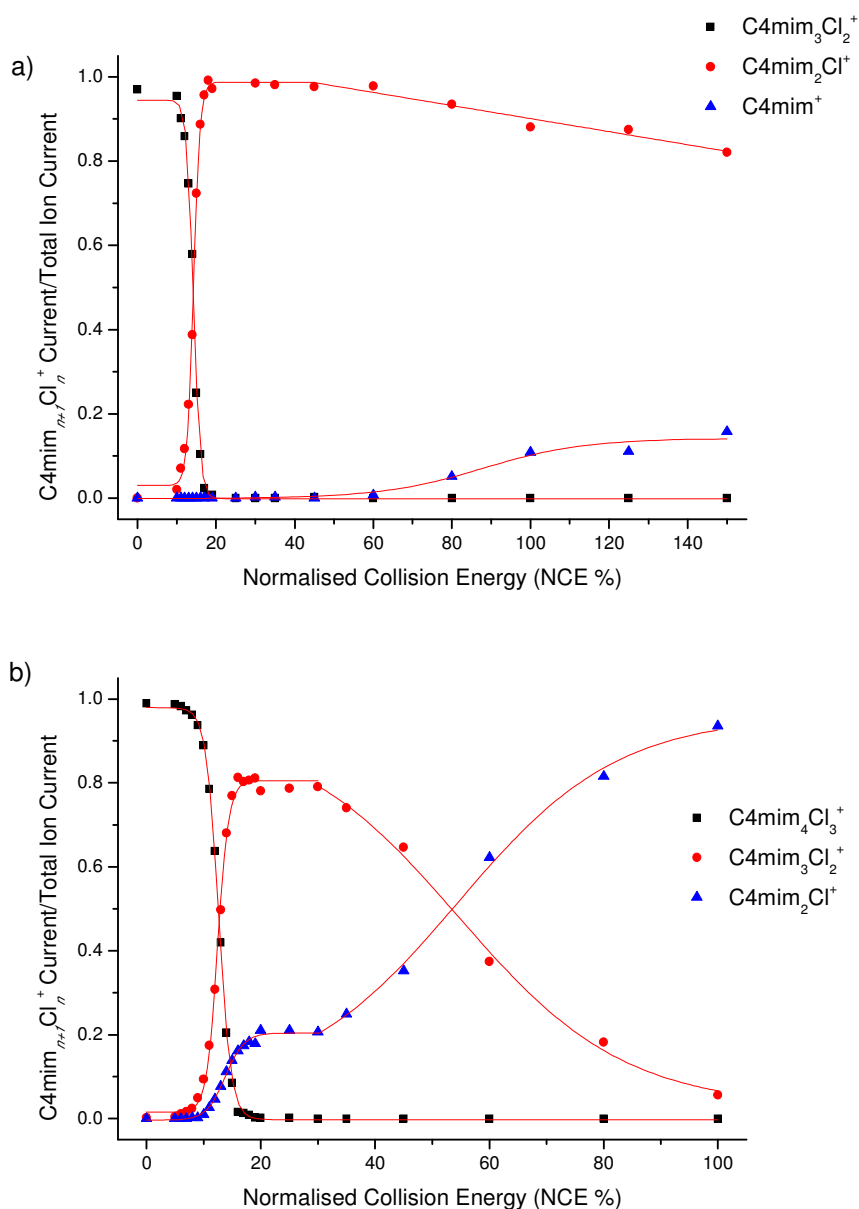 C4mim₃Cl₂⁺
C4mim₂Cl⁺
C4mim⁺
a)
1.0
0.8
0.6
0.4
0.2
0.0
C4mimₙ₊₁Clₙ⁺ Current/Total Ion Current
0 20 40 60 80 100 120 140
Normalised Collision Energy (NCE %)
b)
1.0
0.8
0.6
0.4
0.2
0.0
C4mimₙ₊₁Clₙ⁺ Current/Total Ion Current
C4mim₄Cl₃⁺
C4mim₃Cl₂⁺
C4mim₂Cl⁺
0 20 40 60 80 100
Normalised Collision Energy (NCE %)